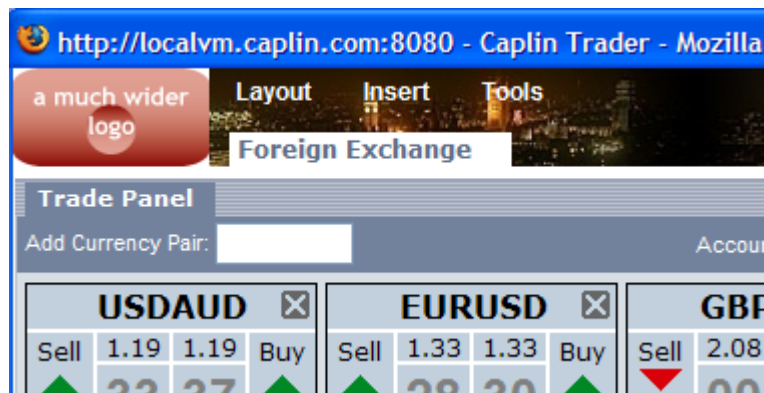 http://localvm.caplin.com:8080 - Caplin Trader - Mozilla
a much wider
logo
Layout Insert Tools
Foreign Exchange
Trade Panel
Add Currency Pair:
USDAUD EURUSD
Sell 1.19 1.19 Buy Sell 1.33 1.33 Buy Sell 2.08